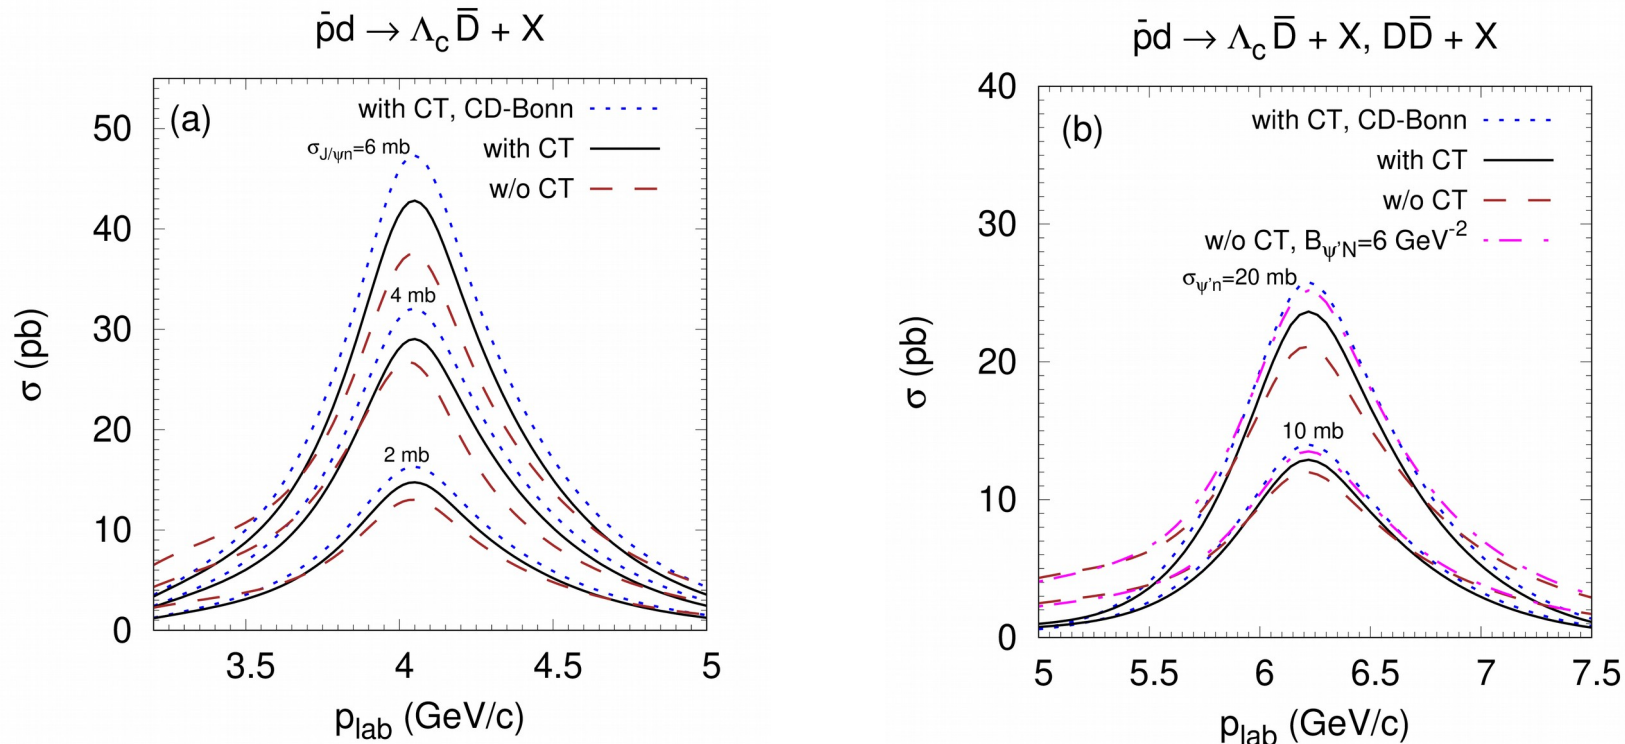 p̄d → Λc D̄ + X
(a)
with CT, CD-Bonn
σJ/ψn=6 mb
with CT
w/o CT
4 mb
2 mb
50
40
30
20
10
0
σ (pb)
3.5 4 4.5 5
plab (GeV/c)
p̄d → Λc D̄ + X, DD̄ + X
(b)
with CT, CD-Bonn
with CT
w/o CT
w/o CT, Bψ'N=6 GeV-2
σψ'n=20 mb
10 mb
40
30
20
10
0
σ (pb)
5 5.5 6 6.5 7 7.5
plab (GeV/c)